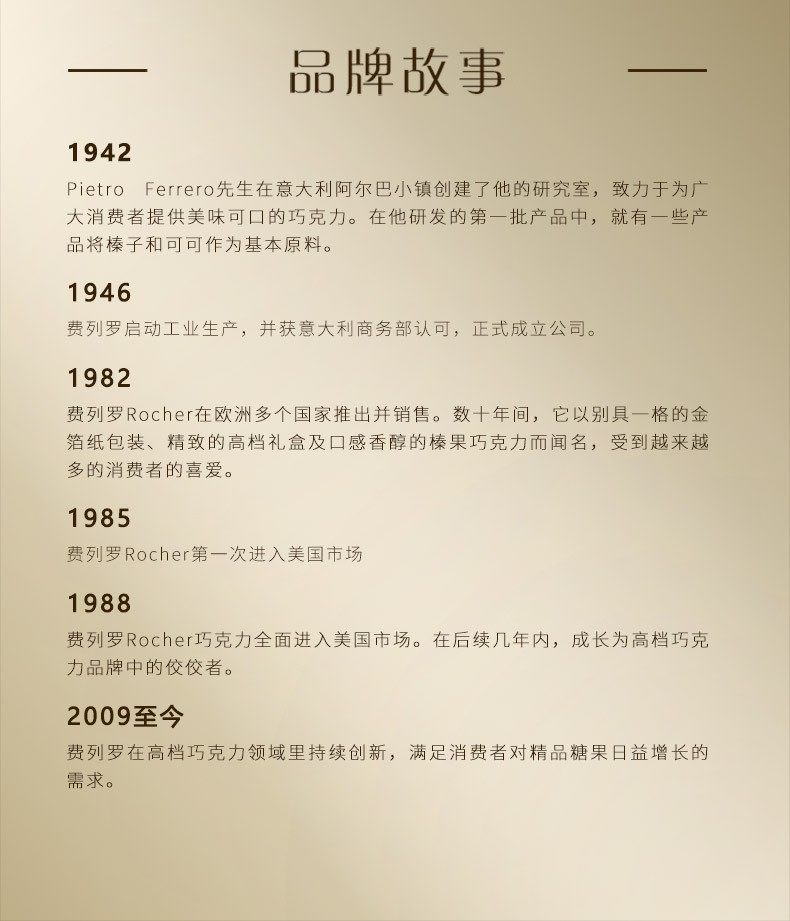 品牌故事
1942
Pietro　Ferrero先生在意大利阿尔巴小镇创建了他的研究室，致力于为广
大消费者提供美味可口的巧克力。在他研发的第一批产品中，就有一些产
品将榛子和可可作为基本原料。
1946
费列罗启动工业生产，并获意大利商务部认可，正式成立公司。
1982
费列罗Rocher在欧洲多个国家推出并销售。数十年间，它以别具一格的金
箔纸包装、精致的高档礼盒及口感香醇的榛果巧克力而闻名，受到越来越
多的消费者的喜爱。
1985
费列罗Rocher第一次进入美国市场
1988
费列罗Rocher巧克力全面进入美国市场。在后续几年内，成长为高档巧克
力品牌中的佼佼者。
2009至今
费列罗在高档巧克力领域里持续创新，满足消费者对精品糖果日益增长的
需求。